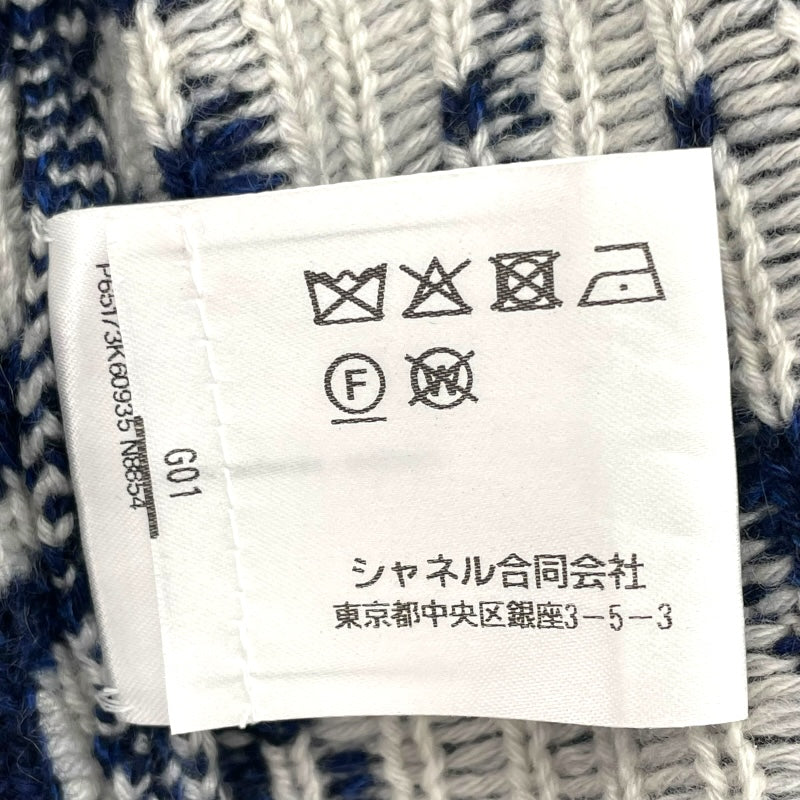 P65173K60935 N8854
G01
F
W
シャネル合同会社
東京都中央区銀座3-5-3